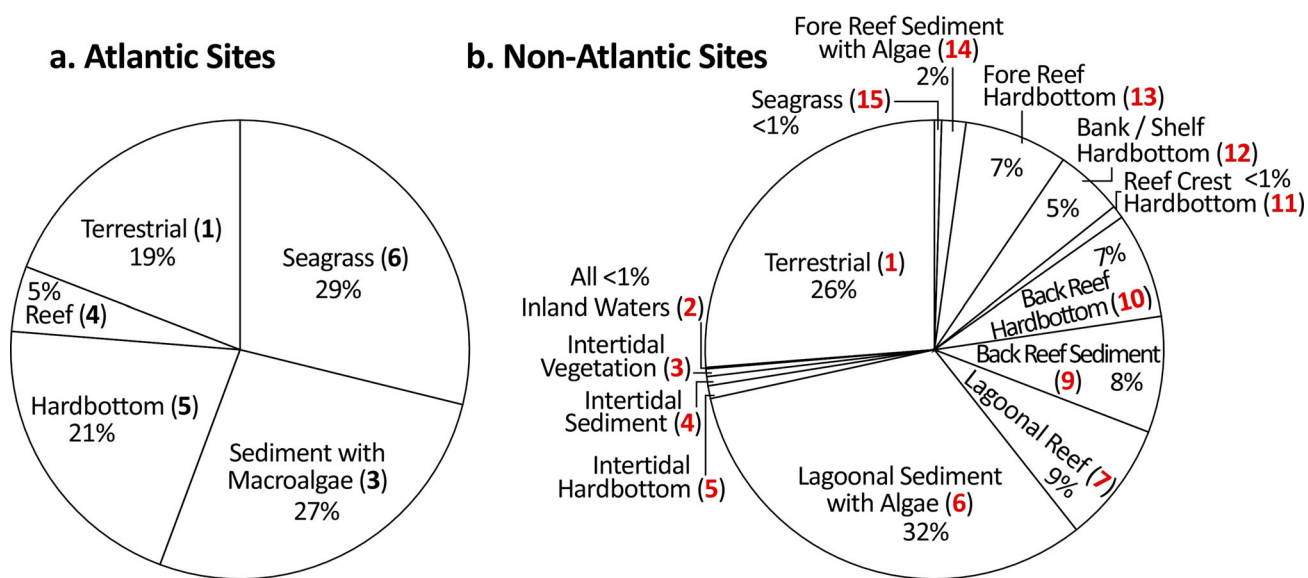 a. Atlantic Sites
Terrestrial (1)
19%
Seagrass (6)
29%
5%
Reef (4)
Hardbottom (5)
21%
Sediment with
Macroalgae (3)
27%
b. Non-Atlantic Sites
Fore Reef Sediment
with Algae (14)
2%
Seagrass (15)
<1%
Fore Reef
Hardbottom (13)
7%
Bank / Shelf
Hardbottom (12)
5%
Reef Crest <1%
Hardbottom (11)
7%
Back Reef
Hardbottom (10)
Back Reef Sediment
(9) 8%
Lagoonal Reef (7)
9%
Terrestrial (1)
26%
All <1%
Inland Waters (2)
Intertidal
Vegetation (3)
Intertidal
Sediment (4)
Intertidal
Hardbottom (5)
Lagoonal Sediment
with Algae (6)
32%